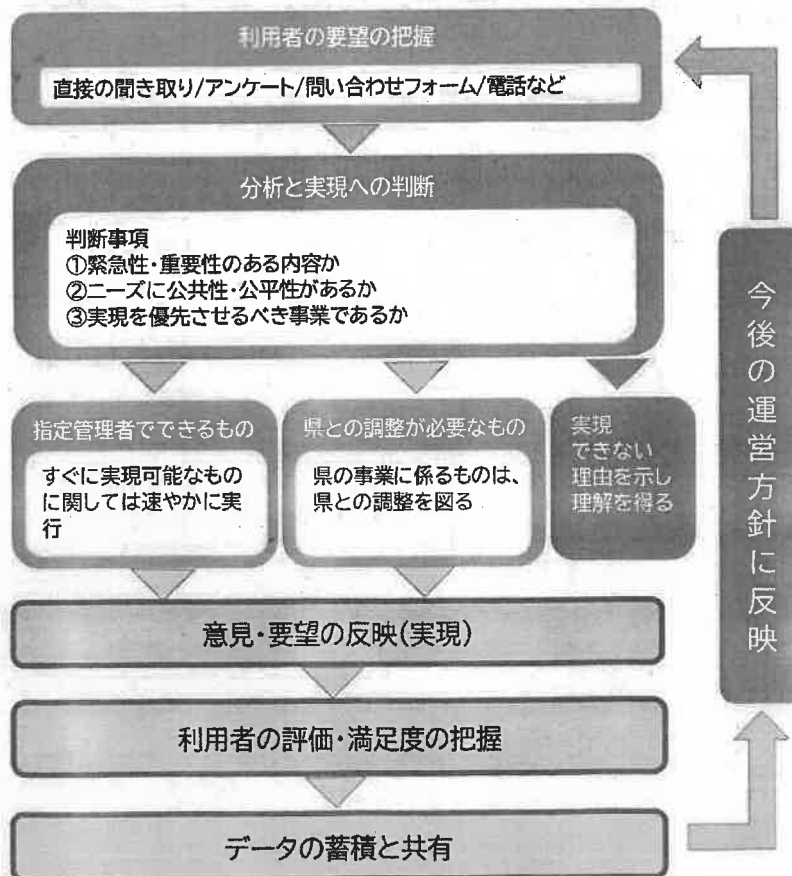 利用者の要望の把握
直接の聞き取り/アンケート/問い合わせフォーム/電話など
分析と実現への判断
判断事項
①緊急性・重要性のある内容か
②ニーズに公共性・公平性があるか
③実現を優先させるべき事業であるか
指定管理者でできるもの
すぐに実現可能なもの
に関しては速やかに実
行
県との調整が必要なもの
県の事業に係るものは、
県との調整を図る
実現
できない
理由を示し
理解を得る
意見・要望の反映(実現)
利用者の評価・満足度の把握
データの蓄積と共有
今後の運営方針に反映